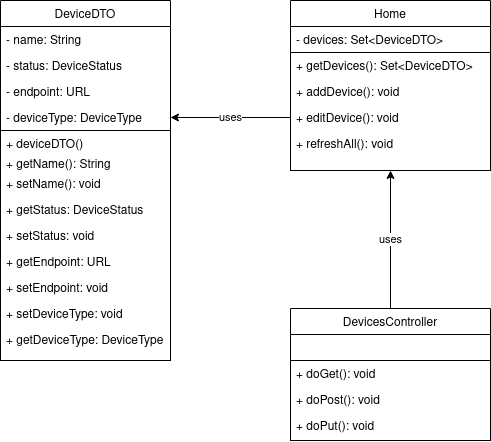 DeviceDTO
- name: String
- status: DeviceStatus
- endpoint: URL
- deviceType: DeviceType
+ deviceDTO()
+ getName(): String
+ setName(): void
+ getStatus: DeviceStatus
+ setStatus: void
+ getEndpoint: URL
+ setEndpoint: void
+ setDeviceType: void
+ getDeviceType: DeviceType
uses
Home
- devices: Set<DeviceDTO>
+ getDevices(): Set<DeviceDTO>
+ addDevice(): void
+ editDevice(): void
+ refreshAll(): void
uses
DevicesController
+ doGet(): void
+ doPost(): void
+ doPut(): void